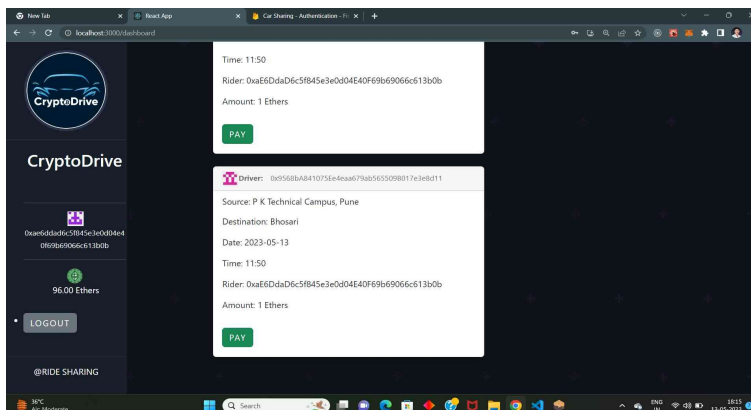 New Tab
React App
Car Sharing - Authentication - Fi
localhost:3000/dashboard
CryptoDrive
CryptoDrive
0xae6ddad6c5f845e3e0d04e4
0f69b69066c613b0b
96.00 Ethers
LOGOUT
@RIDE SHARING
Time: 11:50
Rider: 0xaE6DdaD6c5f845e3e0d04E40F69b69066c613b0b
Amount: 1 Ethers
PAY
Driver: 0x9568bA841075Ee4eaa679ab5655098017e3e8d11
Source: P K Technical Campus, Pune
Destination: Bhosari
Date: 2023-05-13
Time: 11:50
Rider: 0xaE6DdaD6c5f845e3e0d04E40F69b69066c613b0b
Amount: 1 Ethers
PAY
36°C
Air Moderate
Search
ENG
IN
18:15
13-05-2023